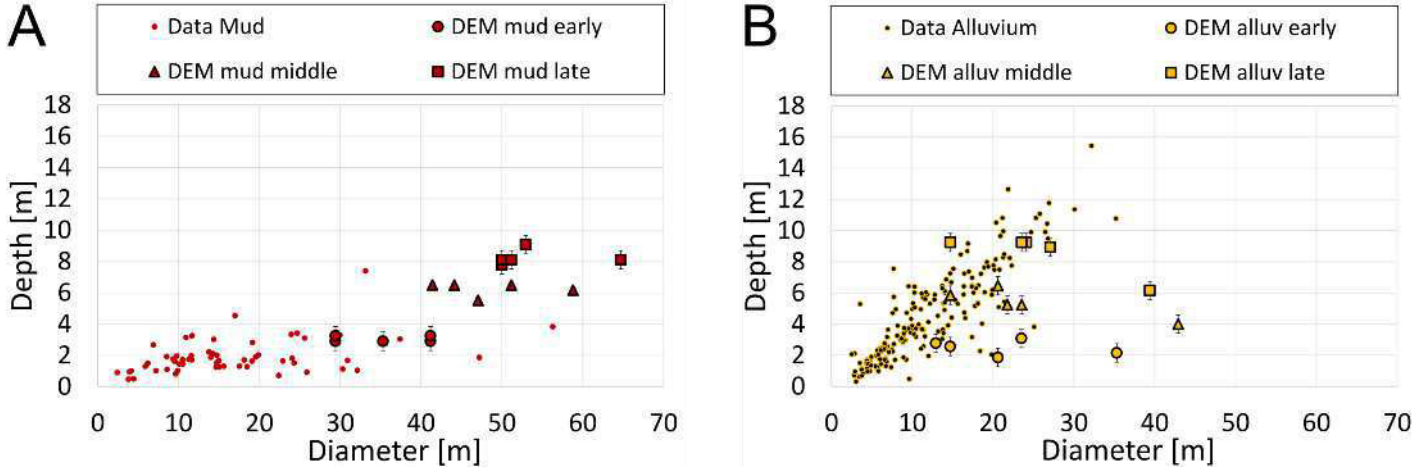 A
Data Mud
DEM mud early
DEM mud middle
DEM mud late
18
16
14
12
10
8
6
4
2
0
Depth [m]
0 10 20 30 40 50 60 70
Diameter [m]
B
Data Alluvium
DEM alluv early
DEM alluv middle
DEM alluv late
18
16
14
12
10
8
6
4
2
0
Depth [m]
0 10 20 30 40 50 60 70
Diameter [m]